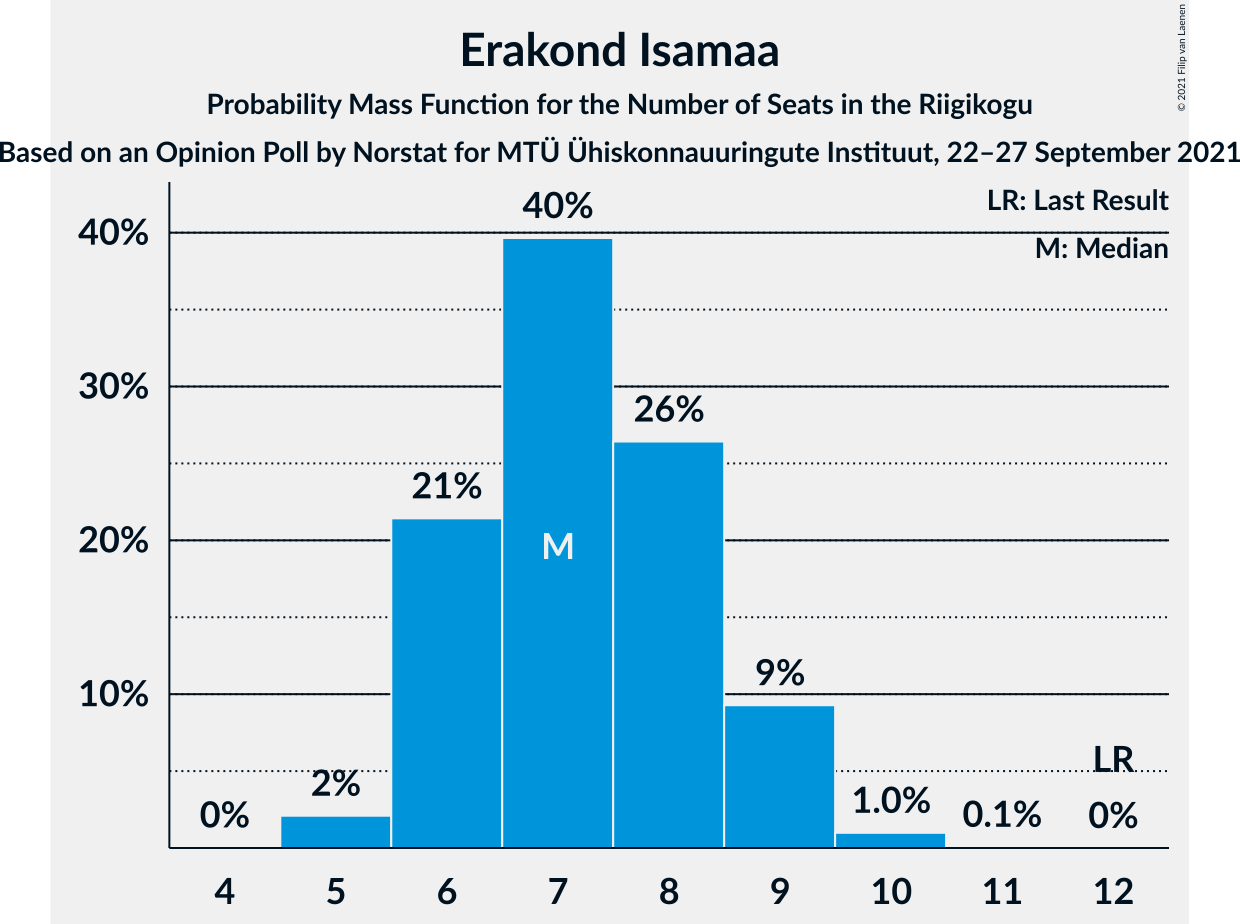 Erakond Isamaa
Probability Mass Function for the Number of Seats in the Riigikogu
Based on an Opinion Poll by Norstat for MTÜ Ühiskonnauuringute Instituut, 22–27 September 2021
© 2021 Filip van Laenen
LR: Last Result
M: Median
40%
30%
20%
10%
0%
2%
21%
40%
M
26%
9%
1.0%
0.1%
LR
0%
4 5 6 7 8 9 10 11 12